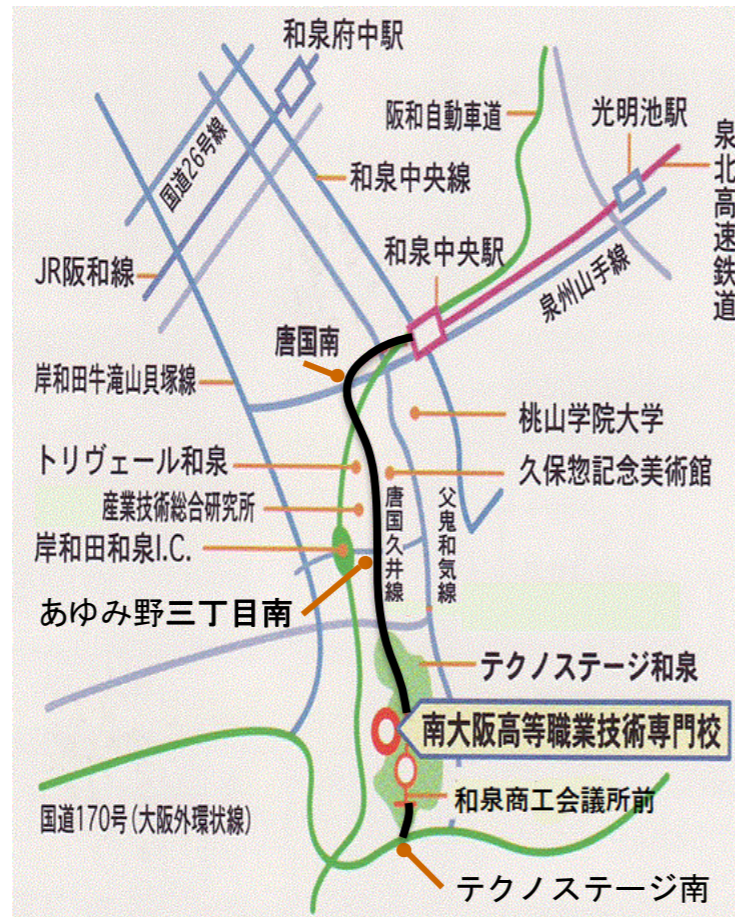 和泉府中駅
阪和自動車道
光明池駅
泉北高速鉄道
国道26号線
和泉中央線
和泉中央駅
JR阪和線
泉州山手線
唐国南
岸和田牛滝山貝塚線
桃山学院大学
トリヴェール和泉
久保惣記念美術館
産業技術総合研究所
唐国久井線
父鬼和気線
岸和田和泉I.C.
あゆみ野三丁目南
テクノステージ和泉
南大阪高等職業技術専門校
和泉商工会議所前
国道170号(大阪外環状線)
テクノステージ南